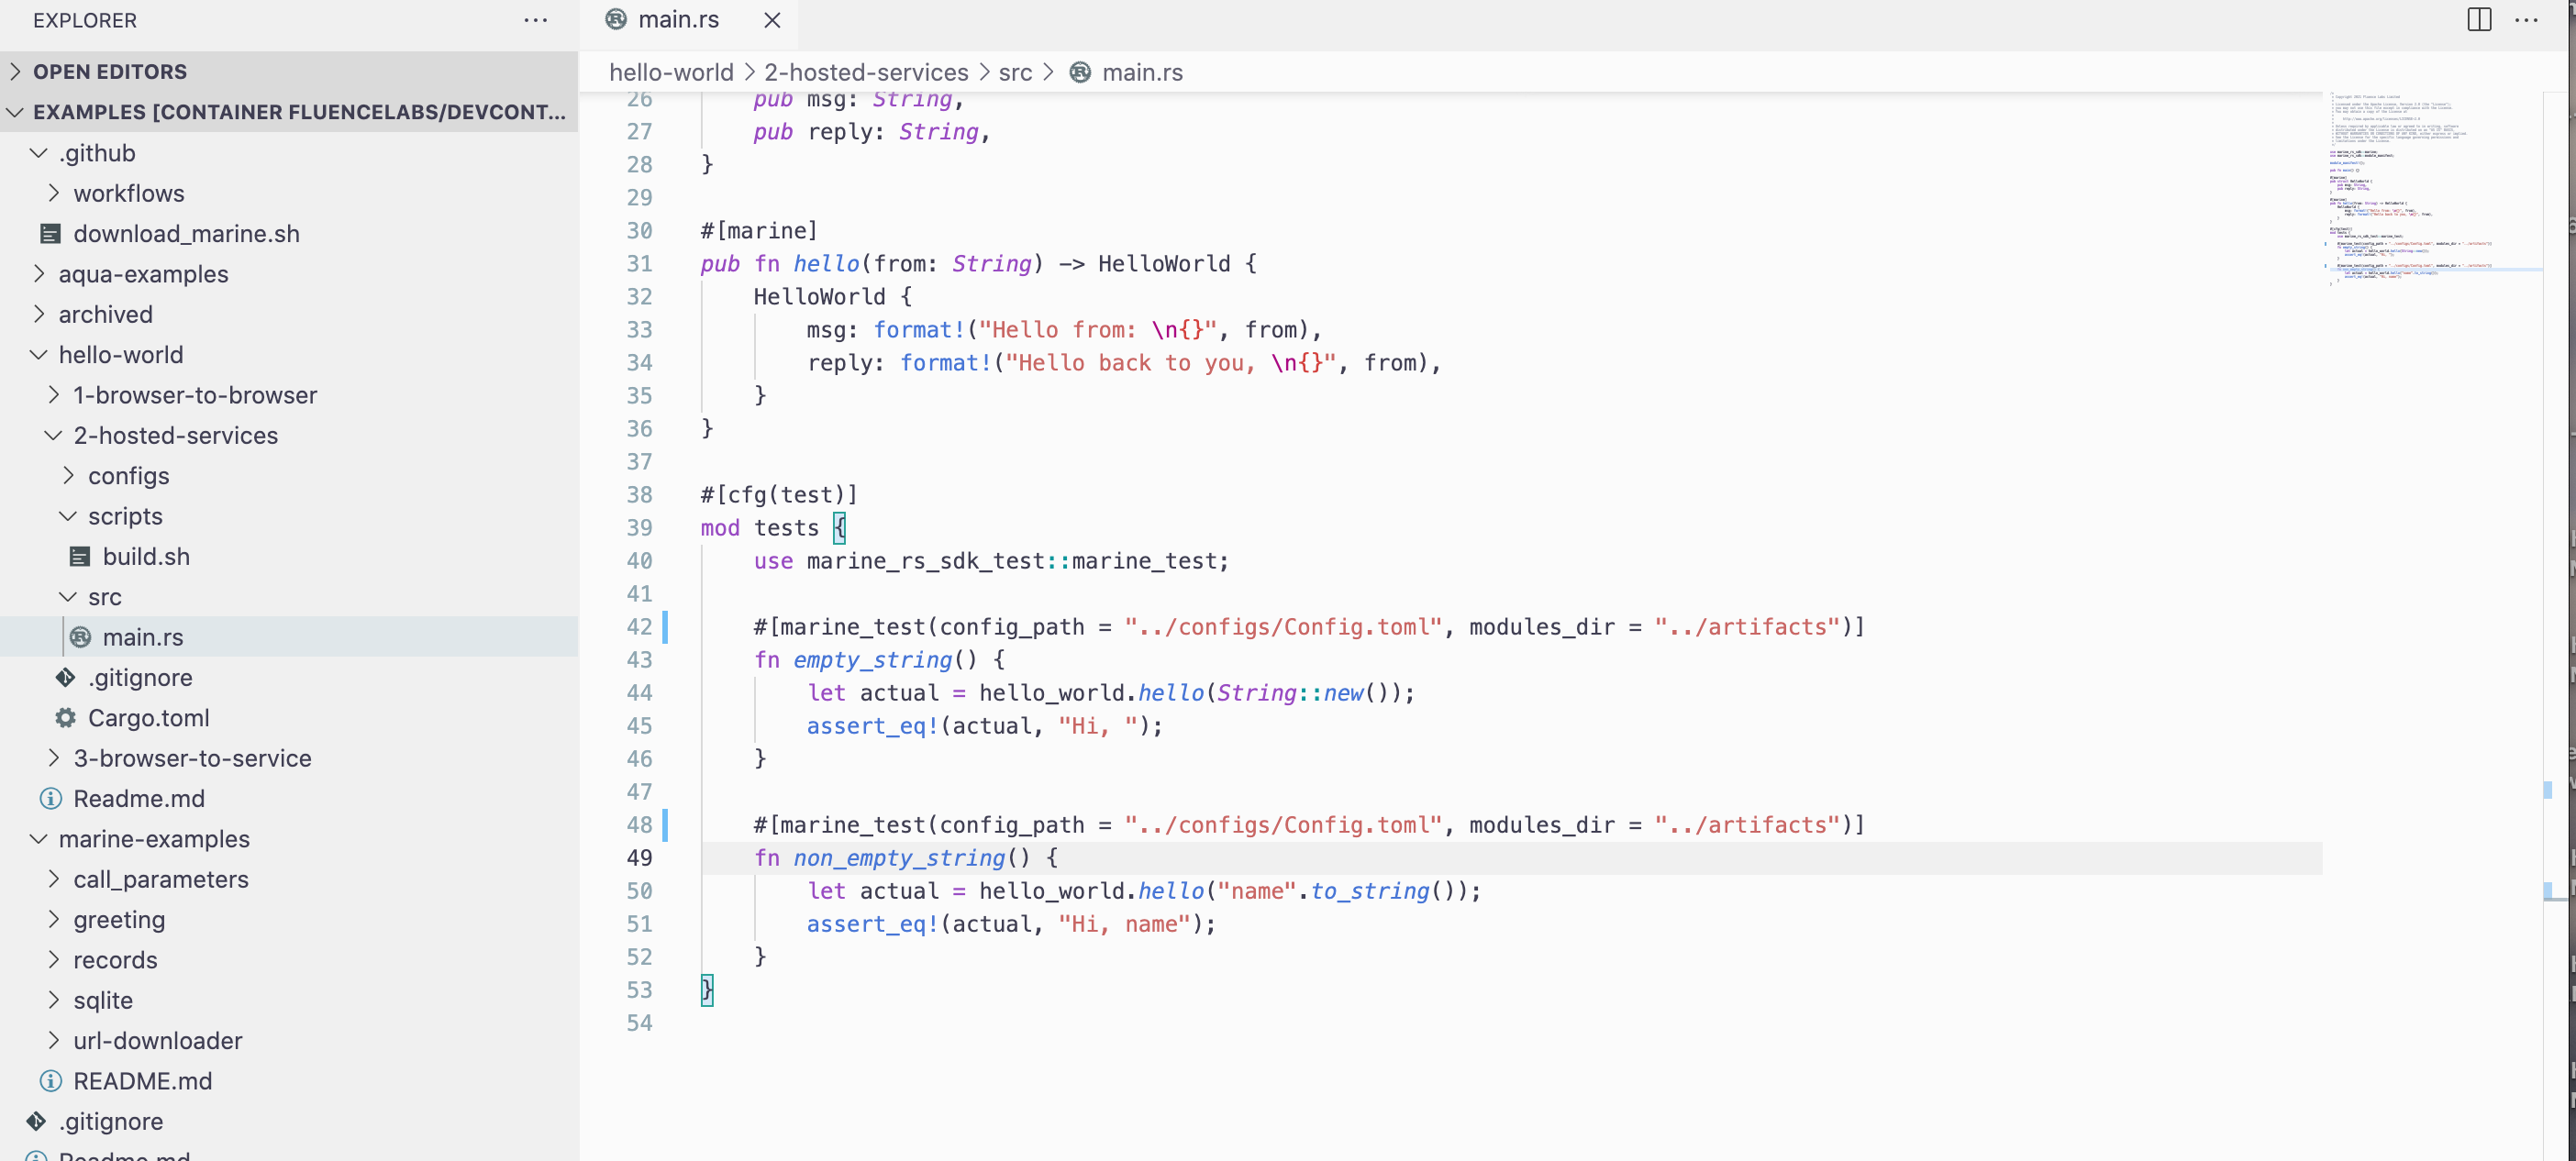 EXPLORER
···
OPEN EDITORS
EXAMPLES [CONTAINER FLUENCELABS/DEVCONT...
.github
workflows
download_marine.sh
aqua-examples
archived
hello-world
1-browser-to-browser
2-hosted-services
configs
scripts
build.sh
src
main.rs
.gitignore
Cargo.toml
3-browser-to-service
Readme.md
marine-examples
call_parameters
greeting
records
sqlite
url-downloader
README.md
.gitignore
Readme.md
main.rs
hello-world > 2-hosted-services > src > main.rs
26 pub msg: String,
27 pub reply: String,
28 }
29
30 #[marine]
31 pub fn hello(from: String) -> HelloWorld {
32 HelloWorld {
33 msg: format!("Hello from: \n{}", from),
34 reply: format!("Hello back to you, \n{}", from),
35 }
36 }
37
38 #[cfg(test)]
39 mod tests {
40 use marine_rs_sdk_test::marine_test;
41
42 #[marine_test(config_path = "../configs/Config.toml", modules_dir = "../artifacts")]
43 fn empty_string() {
44 let actual = hello_world.hello(String::new());
45 assert_eq!(actual, "Hi, ");
46 }
47
48 #[marine_test(config_path = "../configs/Config.toml", modules_dir = "../artifacts")]
49 fn non_empty_string() {
50 let actual = hello_world.hello("name".to_string());
51 assert_eq!(actual, "Hi, name");
52 }
53 }
54